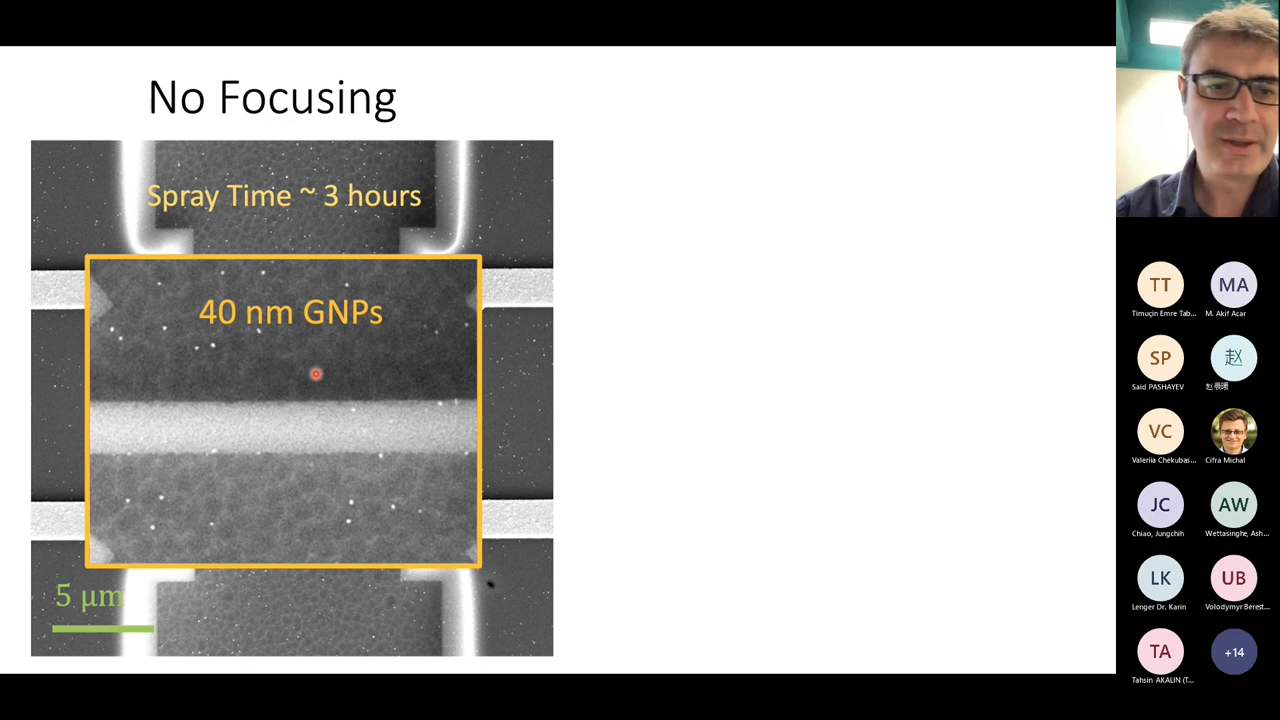 No Focusing
Spray Time ~ 3 hours
40 nm GNPs
5 μm
TT
MA
Timuçin Emre Tab...
M. Akif Acar
SP
赵
Said PASHAYEV
赵晨曦
VC
Valeriia Chekubas...
Cifra Michal
JC
AW
Chiao, Jungchih
Wettasinghe, Ash...
LK
UB
Lenger Dr. Karin
Volodymyr Berest...
TA
+14
Tahsin AKALIN (T...